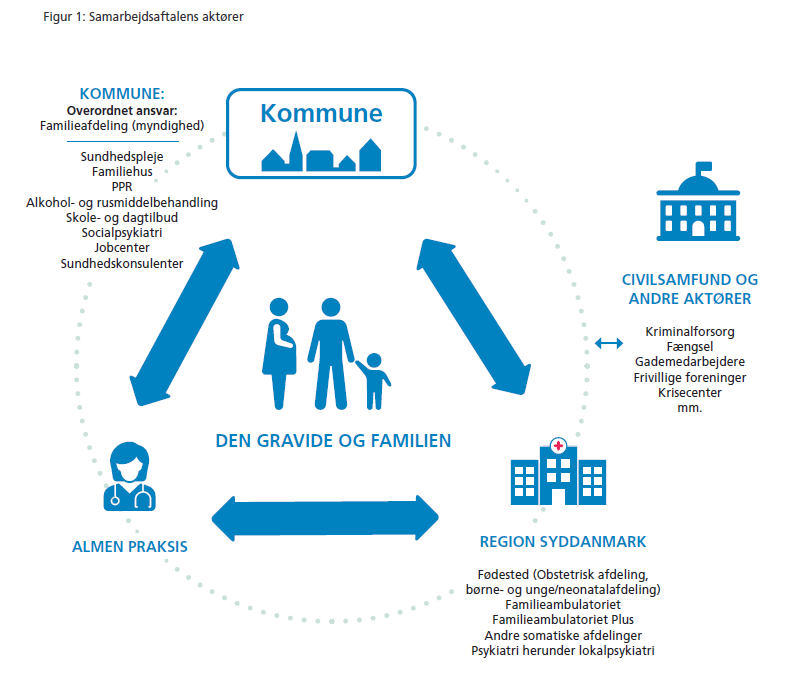 Figur 1: Samarbejdsaftalens aktører
KOMMUNE:
Overordnet ansvar:
Familieafdeling (myndighed)
Sundhedspleje
Familiehus
PPR
Alkohol- og rusmiddelbehandling
Skole- og dagtilbud
Socialpsykiatri
Jobcenter
Sundhedskonsulenter
Kommune
CIVILSAMFUND OG
ANDRE AKTØRER
Kriminalforsorg
Fængsel
Gademedarbejdere
Frivillige foreninger
Krisecenter
mm.
DEN GRAVIDE OG FAMILIEN
ALMEN PRAKSIS
REGION SYDDANMARK
Fødested (Obstetrisk afdeling,
børne- og unge/neonatalafdeling)
Familieambulatoriet
Familieambulatoriet Plus
Andre somatiske afdelinger
Psykiatri herunder lokalpsykiatri